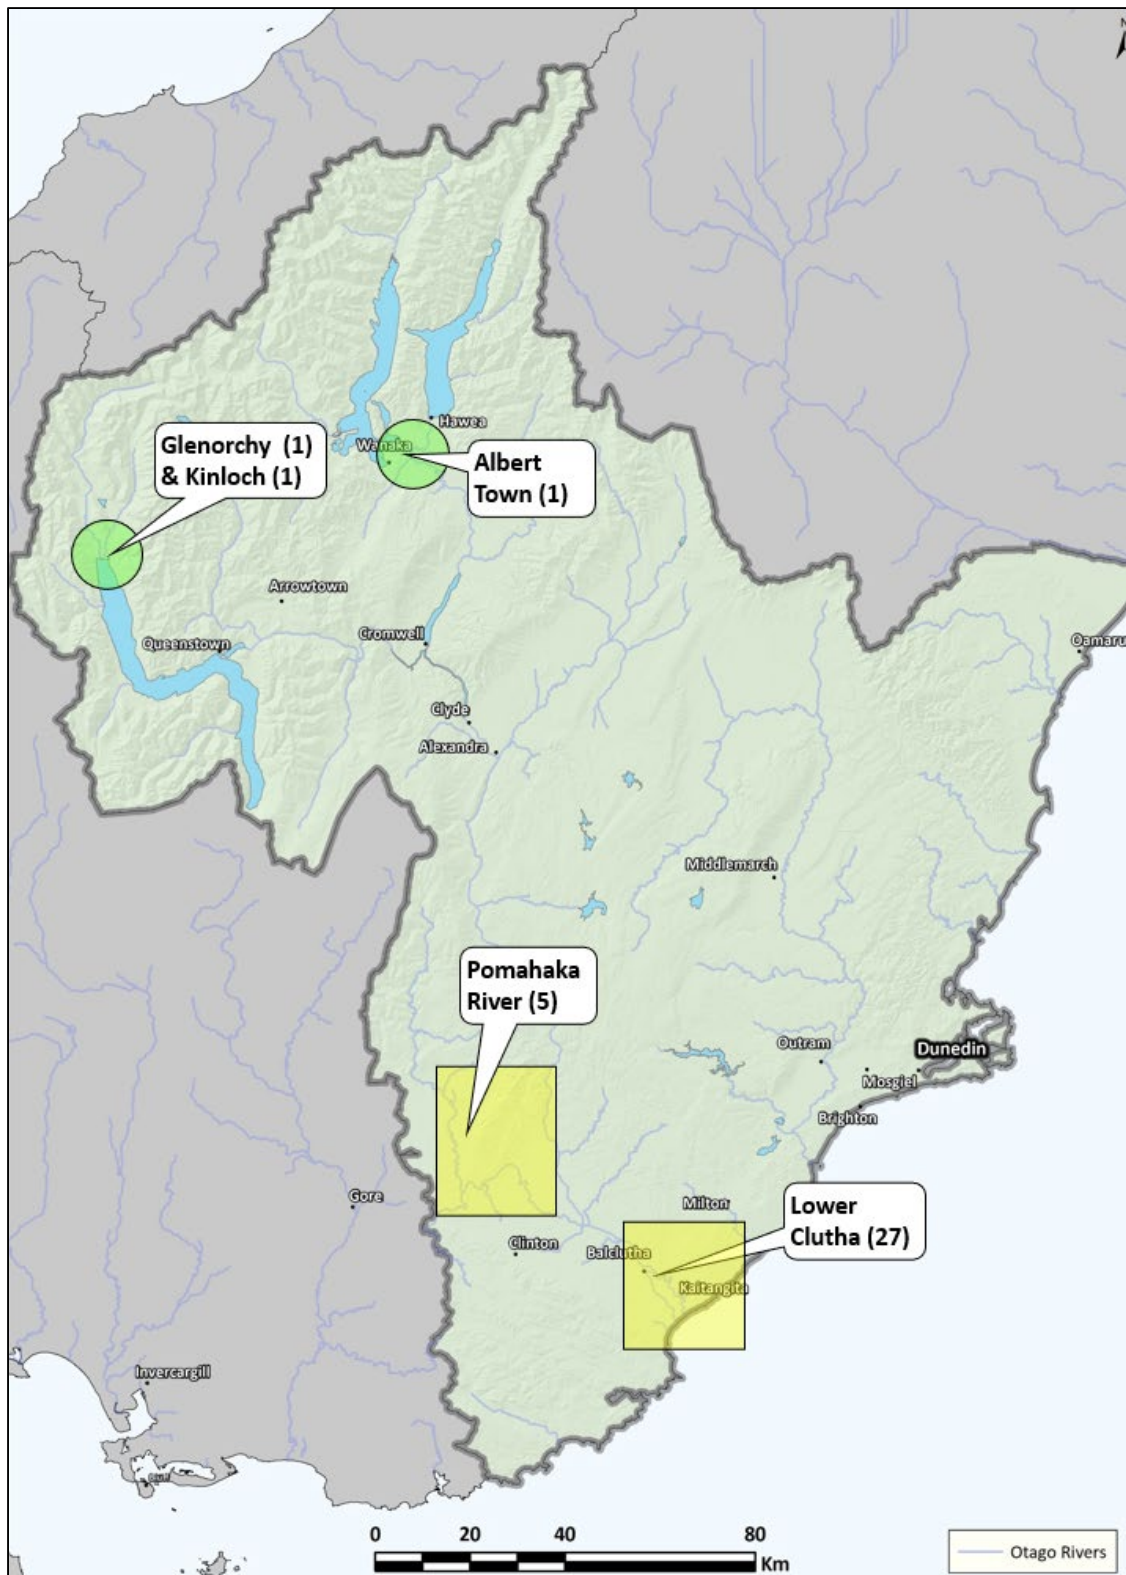 N
Hawea
Wanaka
Glenorchy (1)
& Kinloch (1)
Albert
Town (1)
Arrowtown
Queenstown
Cromwell
Oamaru
Clyde
Alexandra
Middlemarch
Pomahaka
River (5)
Outram
Dunedin
Mosgiel
Brighton
Gore
Milton
Lower
Clutha (27)
Clinton
Balclutha
Kaitangita
Invercargill
0 20 40 80
Km
Otago Rivers